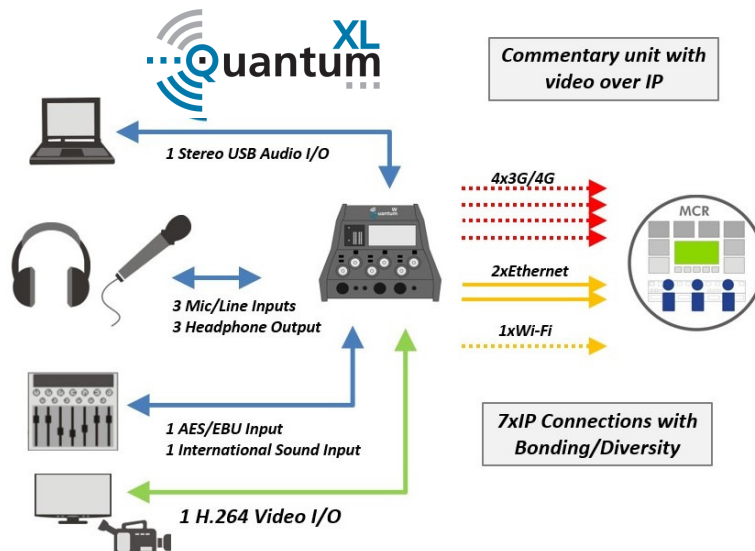 Quantum XL
Commentary unit with
video over IP
1 Stereo USB Audio I/O
4x3G/4G
Quantum
MCR
2xEthernet
3 Mic/Line Inputs
3 Headphone Output
1xWi-Fi
1 AES/EBU Input
1 International Sound Input
7xIP Connections with
Bonding/Diversity
1 H.264 Video I/O